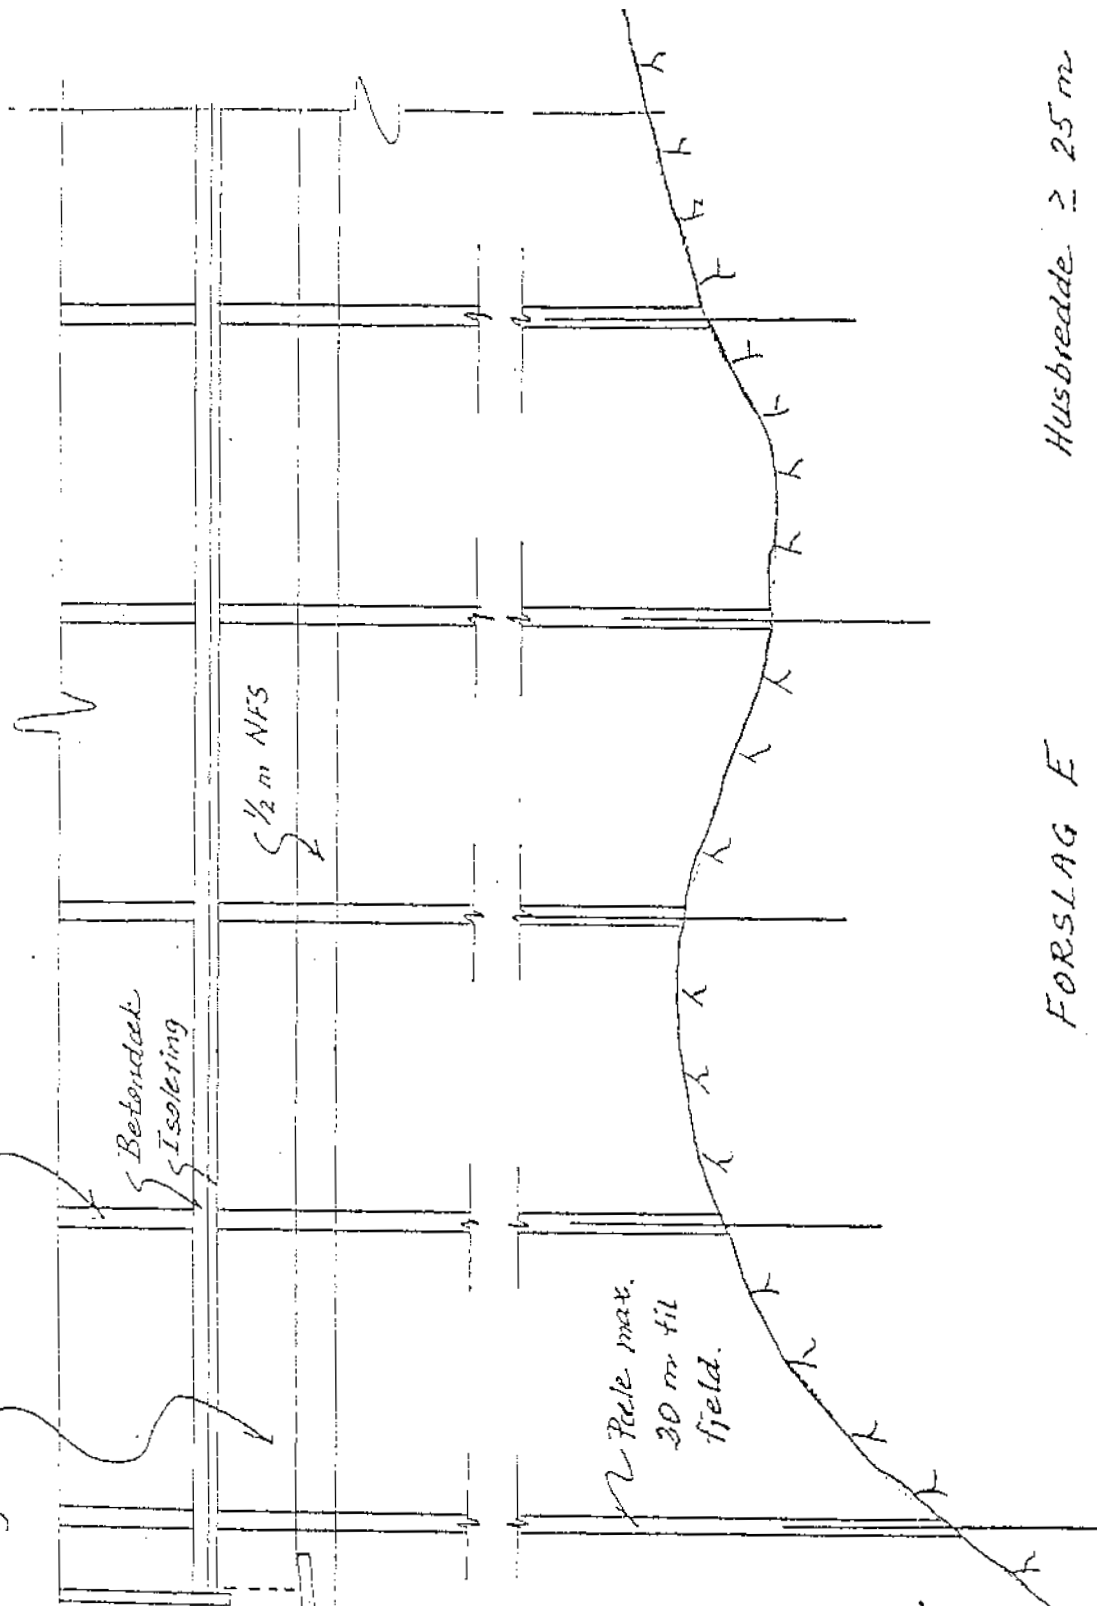 Betondæk
Isolering
1/2 m NFS
Pæle max.
30 m til
fjeld.
FORSLAG E
Husbredde ≥ 25 m